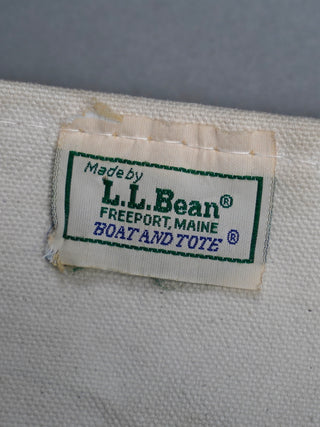 Made by
L.L.Bean®
FREEPORT, MAINE
BOAT AND TOTE ®